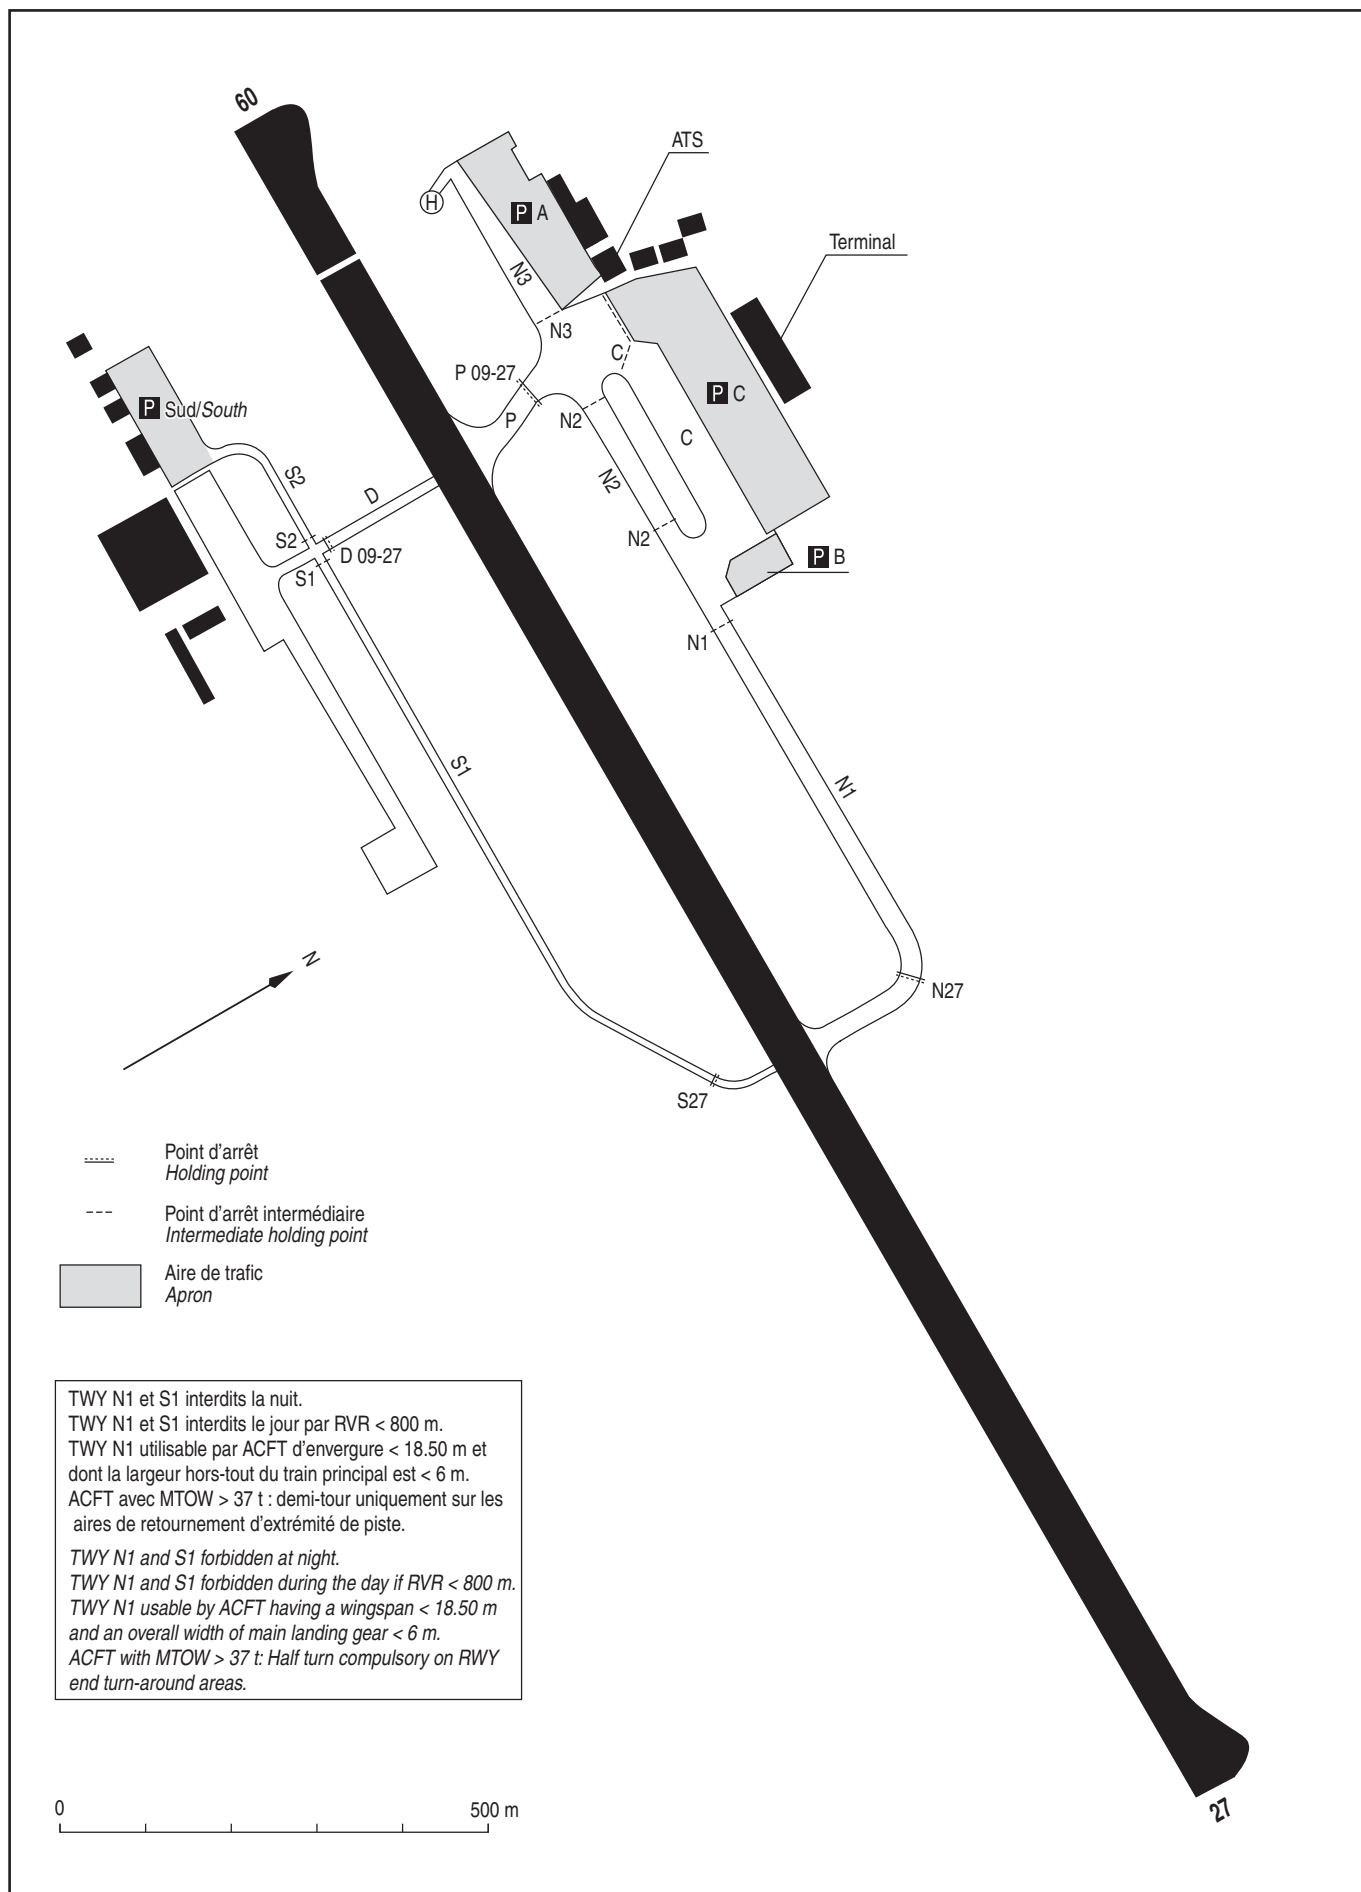 09
ATS
H
P A
Terminal
N3
N3
C
P 09-27
P
P C
P Sud/South
N2
C
S2
N2
D
S2
D 09-27
N2
P B
S1
N1
S1
N1
N
N27
S27
Point d'arrêt
Holding point
Point d'arrêt intermédiaire
Intermediate holding point
Aire de trafic
Apron
TWY N1 et S1 interdits la nuit.
TWY N1 et S1 interdits le jour par RVR < 800 m.
TWY N1 utilisable par ACFT d'envergure < 18.50 m et
dont la largeur hors-tout du train principal est < 6 m.
ACFT avec MTOW > 37 t : demi-tour uniquement sur les
aires de retournement d'extrémité de piste.
TWY N1 and S1 forbidden at night.
TWY N1 and S1 forbidden during the day if RVR < 800 m.
TWY N1 usable by ACFT having a wingspan < 18.50 m
and an overall width of main landing gear < 6 m.
ACFT with MTOW > 37 t: Half turn compulsory on RWY
end turn-around areas.
0 500 m
27